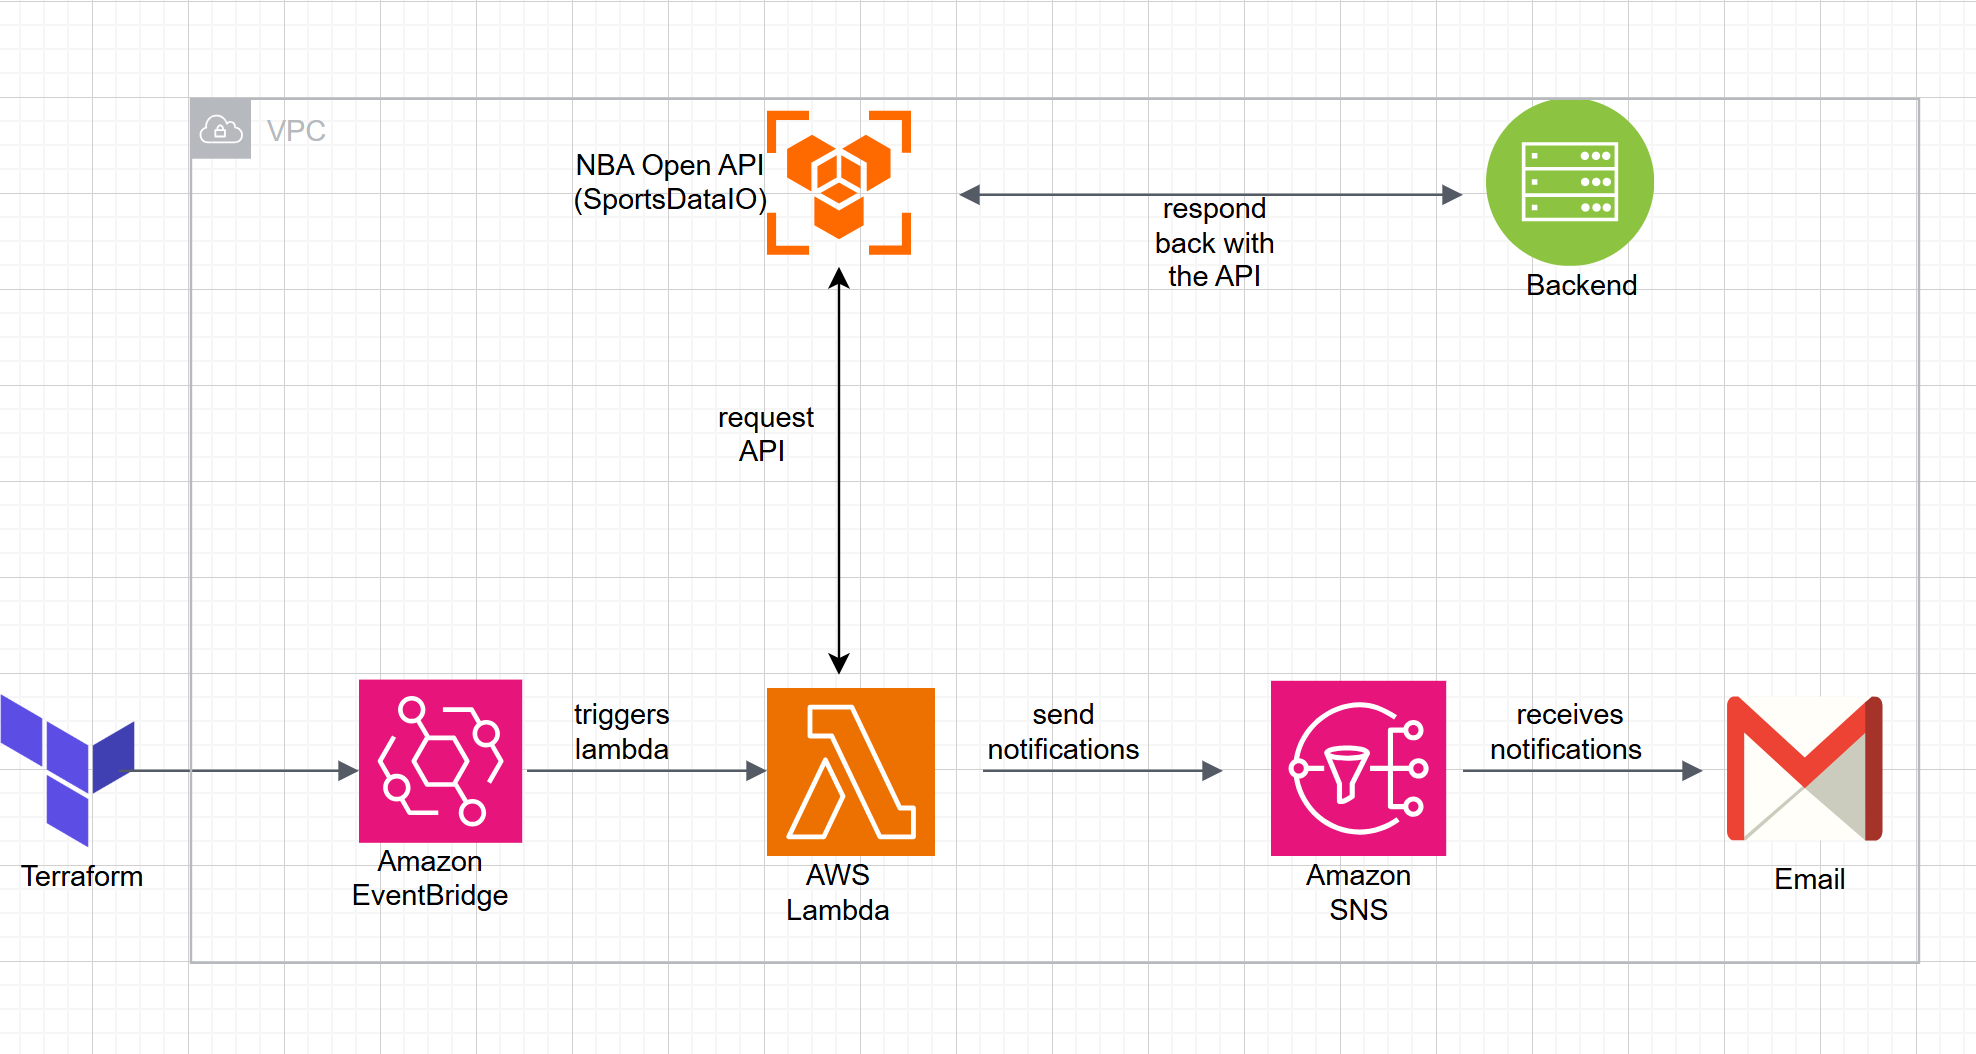 VPC
NBA Open API
(SportsDataIO)
respond
back with
the API
Backend
request
API
triggers
lambda
send
notifications
receives
notifications
Terraform
Amazon
EventBridge
AWS
Lambda
Amazon
SNS
Email